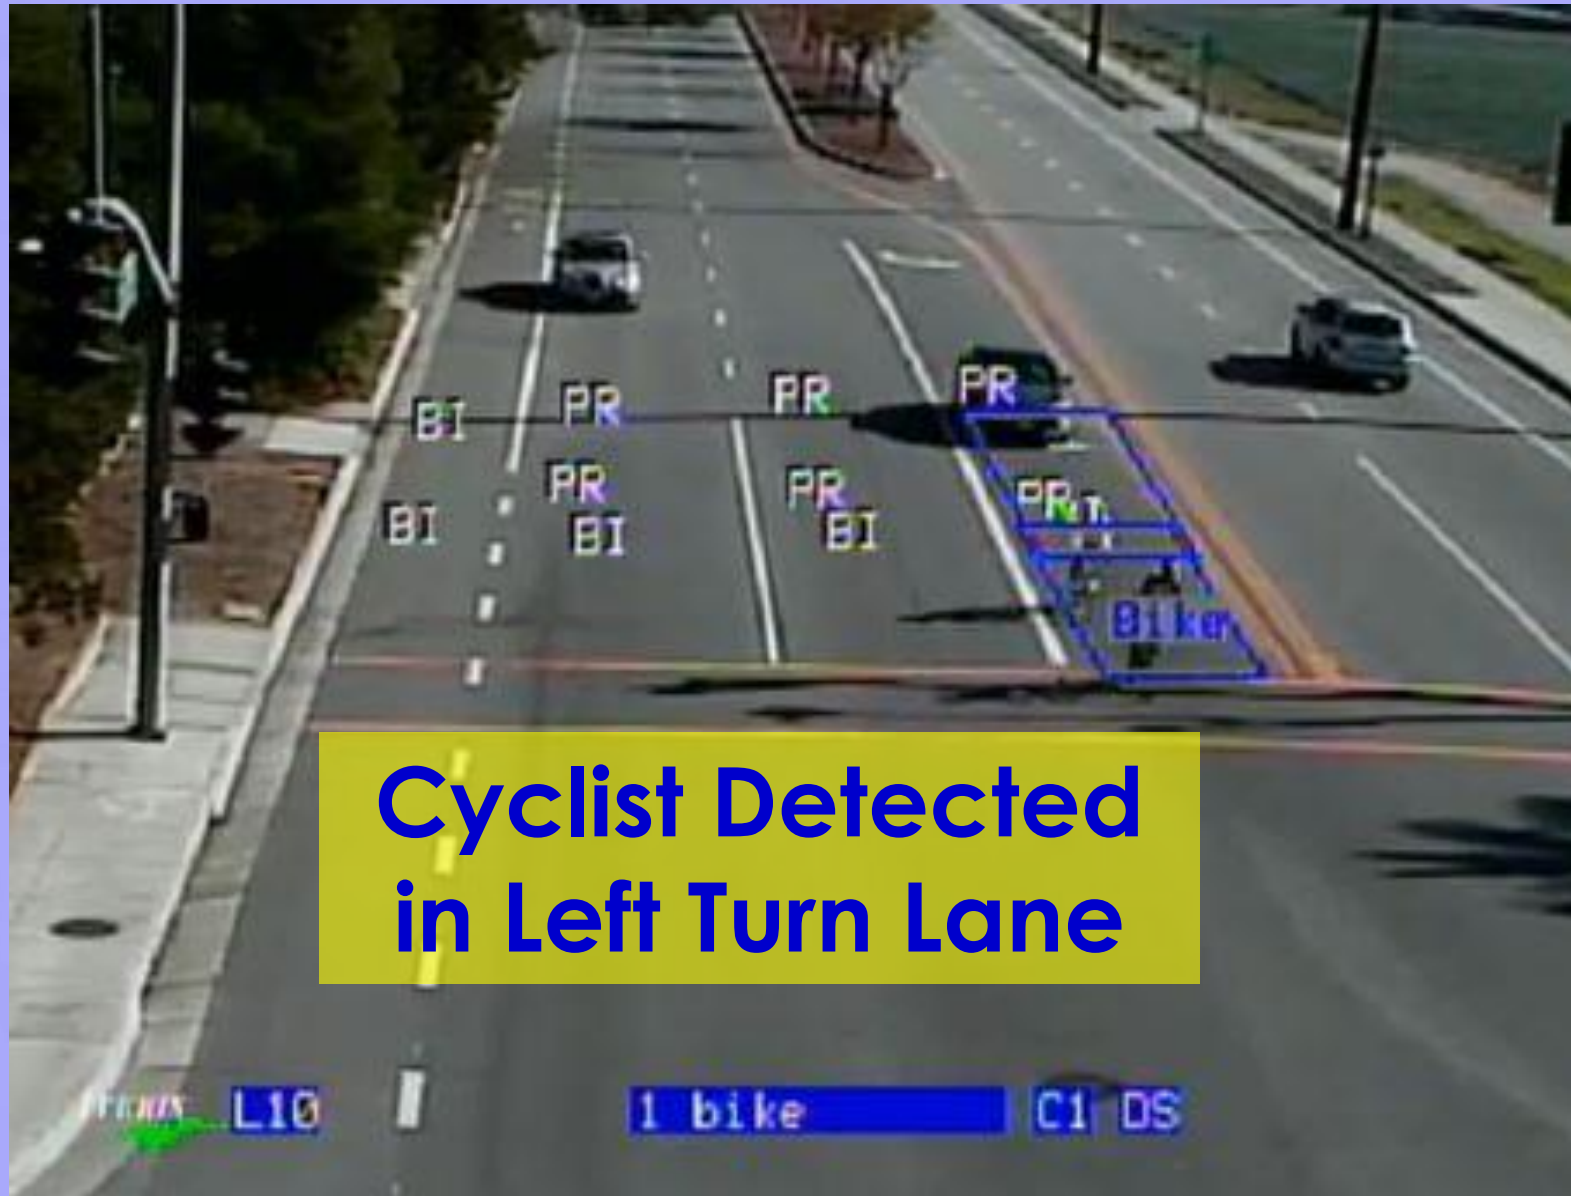 BI PR PR PR
PR PR PR
BI BI BI
Bike
Cyclist Detected
in Left Turn Lane
L10 1 bike C1 DS